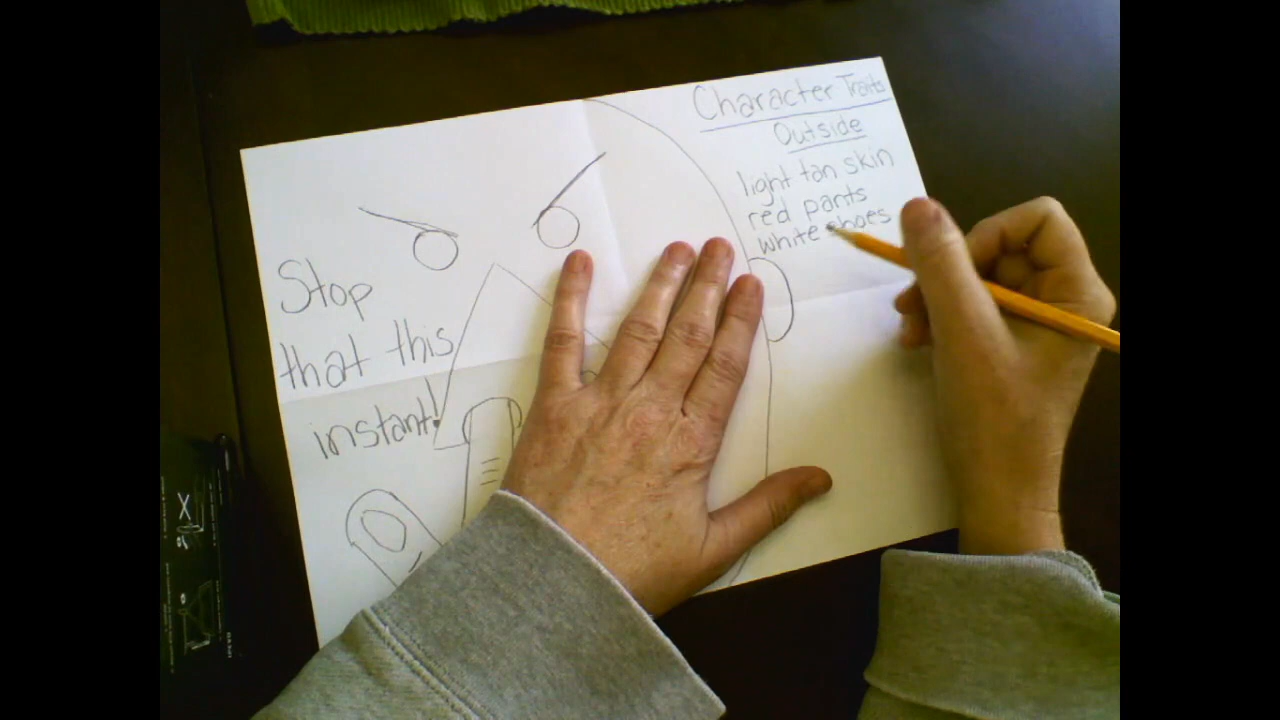 Character Traits
Outside
light tan skin
red pants
white shoes
Stop
that this
instant!